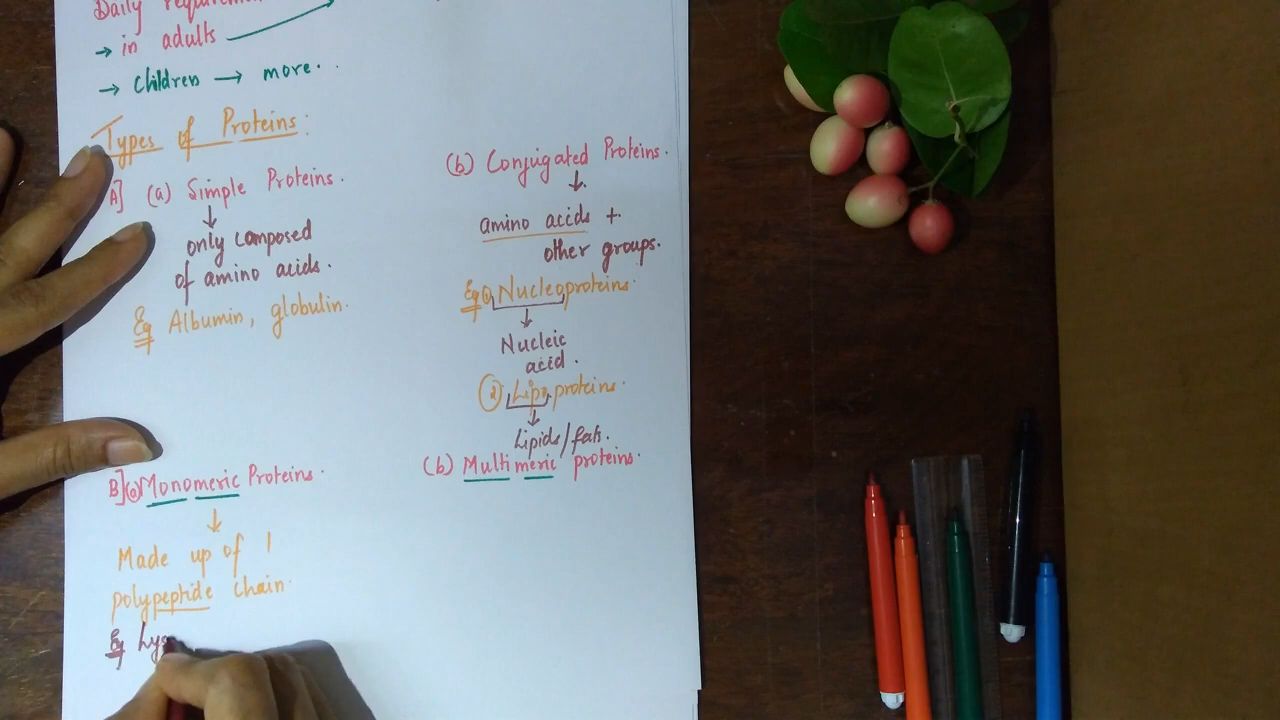 Daily
→ in adults
→ Children → more.
Types of Proteins:
A] (a) Simple Proteins.
↓
only composed
of amino acids.
Eg Albumin, globulin.
(b) Conjugated Proteins.
↓
amino acids +
other groups.
Eg ① Nucleoproteins.
↓
Nucleic
acid.
② Lipoproteins.
↓
Lipids/fats.
B] (a) Monomeric Proteins.
↓
Made up of 1
polypeptide chain.
Eg
(b) Multimeric proteins.